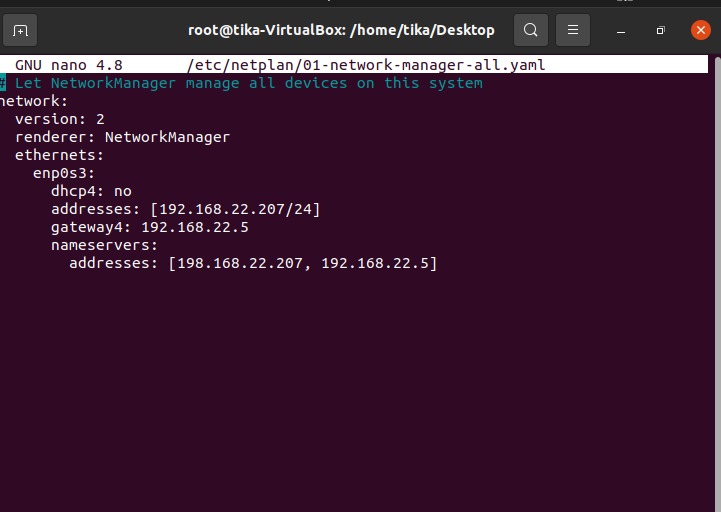 root@tika-VirtualBox: /home/tika/Desktop
GNU nano 4.8 /etc/netplan/01-network-manager-all.yaml
# Let NetworkManager manage all devices on this system
network:
version: 2
renderer: NetworkManager
ethernets:
enp0s3:
dhcp4: no
addresses: [192.168.22.207/24]
gateway4: 192.168.22.5
nameservers:
addresses: [198.168.22.207, 192.168.22.5]